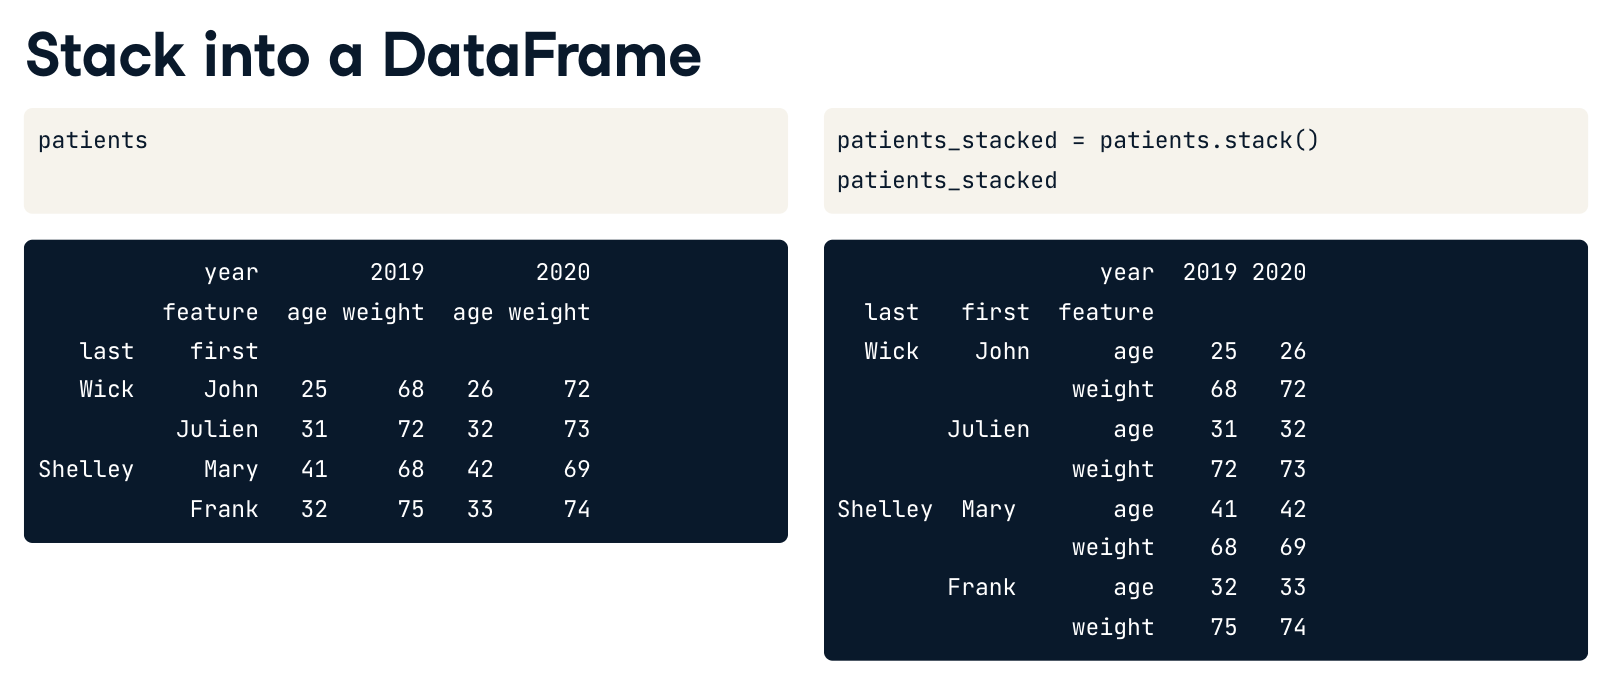 Stack into a DataFrame
patients
year 2019 2020
feature age weight age weight
last first
Wick John 25 68 26 72
Julien 31 72 32 73
Shelley Mary 41 68 42 69
Frank 32 75 33 74
patients_stacked = patients.stack()
patients_stacked
year 2019 2020
last first feature
Wick John age 25 26
weight 68 72
Julien age 31 32
weight 72 73
Shelley Mary age 41 42
weight 68 69
Frank age 32 33
weight 75 74